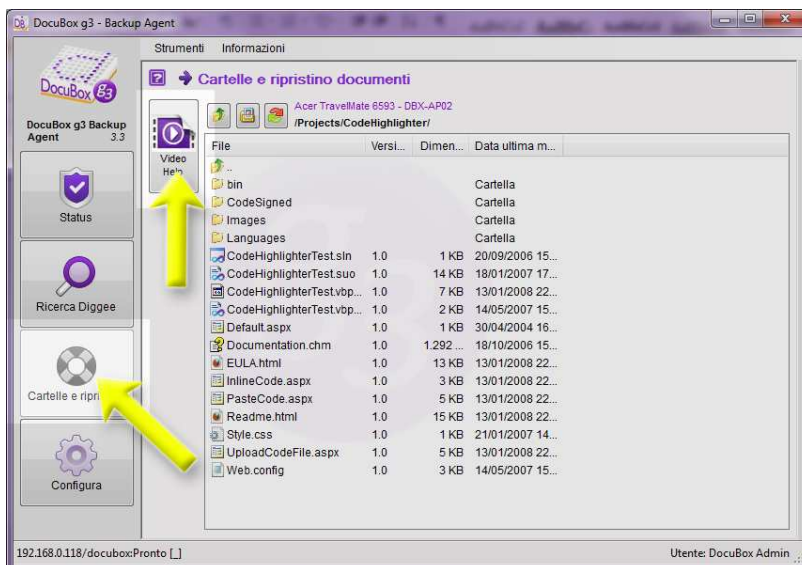 DocuBox g3 - Backup Agent
Strumenti Informazioni
DocuBox g3
DocuBox g3 Backup
Agent 3.3
Status
Ricerca Diggee
Cartelle e ripri
Configura
Cartelle e ripristino documenti
Video
Help
Acer TravelMate 6593 - DBX-AP02
/Projects/CodeHighlighter/
File Versi... Dimen... Data ultima m...
..
bin Cartella
CodeSigned Cartella
Images Cartella
Languages Cartella
CodeHighlighterTest.sln 1.0 1 KB 20/09/2006 15...
CodeHighlighterTest.suo 1.0 14 KB 18/01/2007 17...
CodeHighlighterTest.vbp... 1.0 7 KB 13/01/2008 22...
CodeHighlighterTest.vbp... 1.0 2 KB 14/05/2007 15...
Default.aspx 1.0 1 KB 30/04/2004 16...
Documentation.chm 1.0 1.292 ... 18/10/2006 15...
EULA.html 1.0 13 KB 13/01/2008 22...
InlineCode.aspx 1.0 3 KB 13/01/2008 22...
PasteCode.aspx 1.0 5 KB 13/01/2008 22...
Readme.html 1.0 15 KB 13/01/2008 22...
Style.css 1.0 1 KB 21/01/2007 14...
UploadCodeFile.aspx 1.0 5 KB 13/01/2008 22...
Web.config 1.0 3 KB 14/05/2007 15...
192.168.0.118/docubox:Pronto [_] Utente: DocuBox Admin